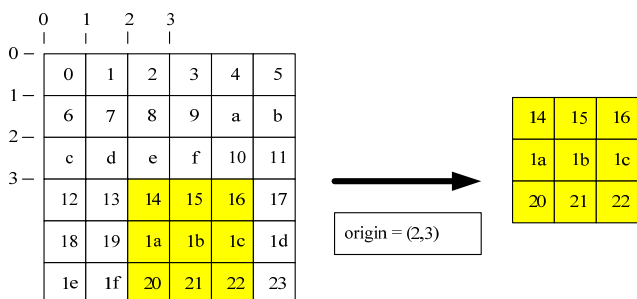 0 1 2 3
0
0 1 2 3 4 5
1
6 7 8 9 a b
2
c d e f 10 11
3
12 13 14 15 16 17
18 19 1a 1b 1c 1d
1e 1f 20 21 22 23
origin = (2,3)
14 15 16
1a 1b 1c
20 21 22